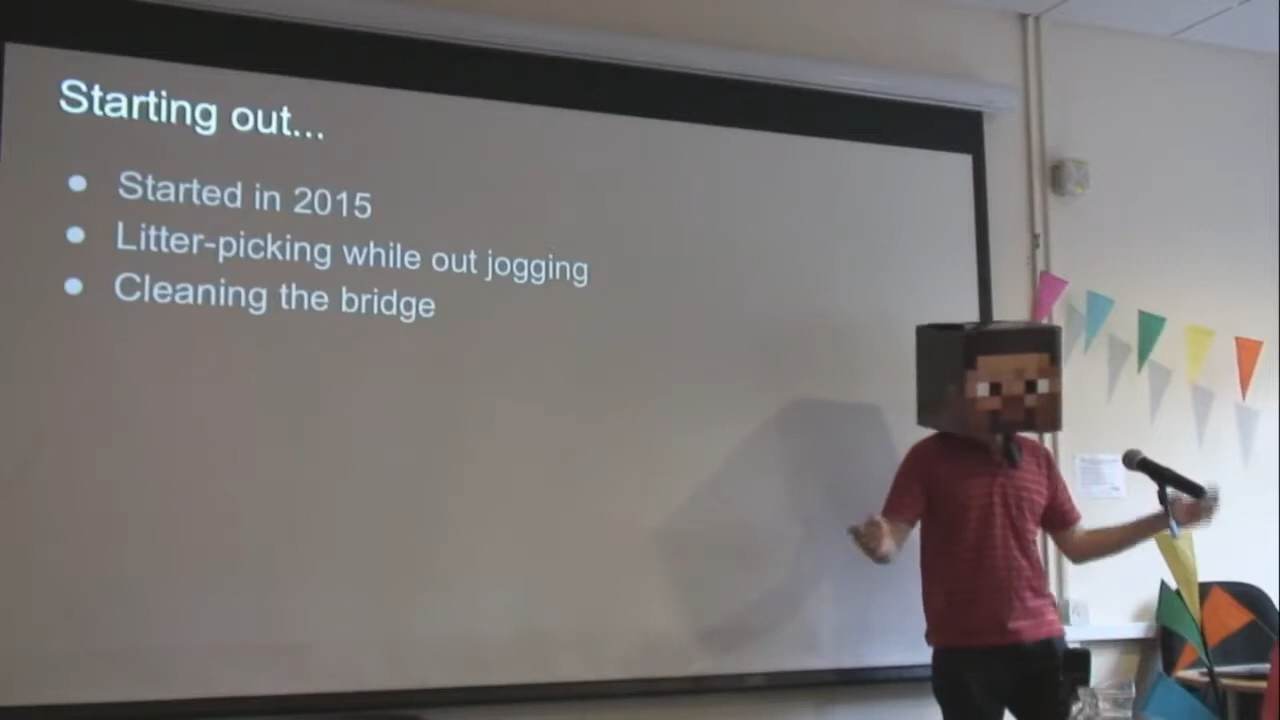 Starting out...
● Started in 2015
● Litter-picking while out jogging
● Cleaning the bridge